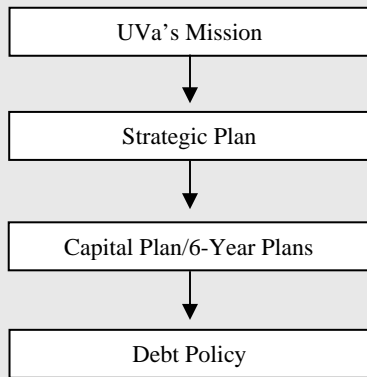 UVa’s Mission
Strategic Plan
Capital Plan/6-Year Plans
Debt Policy